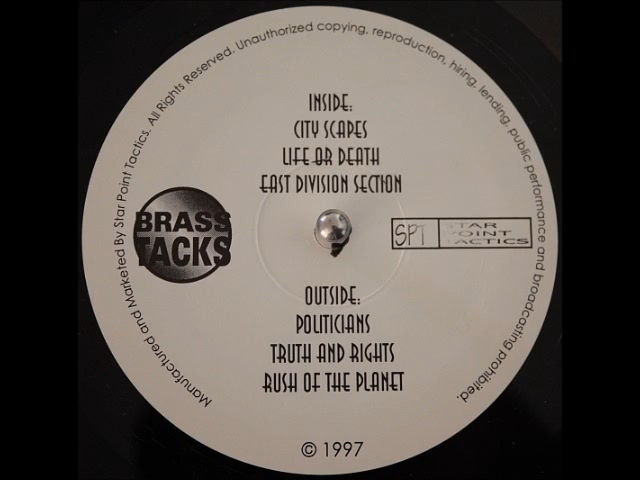 Manufactured and Marketed By Star Point Tactics. All Rights Reserved. Unauthorized copying, reproduction, hiring, lending, public performance and broadcasting prohibited.
INSIDE:
CITY SCAPES
LIFE OR DEATH
EAST DIVISION SECTION
BRASS
TACKS
SPT
STAR
POINT
TACTICS
OUTSIDE:
POLITICIANS
TRUTH AND RIGHTS
RUSH OF THE PLANET
© 1997